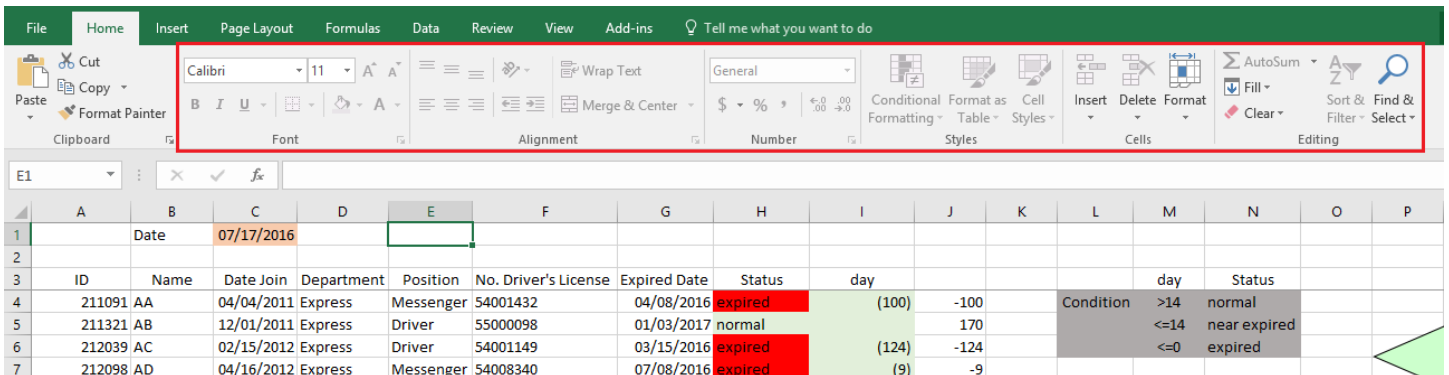 File Home Insert Page Layout Formulas Data Review View Add-ins Tell me what you want to do
Cut
Copy
Format Painter
Paste
Clipboard
Calibri 11 A A
B I U A
Font
Wrap Text
Merge & Center
Alignment
General
$ % , .0 .00 .00 .0
Number
Conditional Formatting
Format as Table
Cell Styles
Styles
Insert Delete Format
Cells
AutoSum
Fill
Clear
Sort & Filter
Find & Select
Editing
E1 fx
A B C D E F G H I J K L M N O P
1 Date 07/17/2016
2
3 ID Name Date Join Department Position No. Driver's License Expired Date Status day day Status
4 211091 AA 04/04/2011 Express Messenger 54001432 04/08/2016 expired (100) -100 Condition >14 normal
5 211321 AB 12/01/2011 Express Driver 55000098 01/03/2017 normal 170 <=14 near expired
6 212039 AC 02/15/2012 Express Driver 54001149 03/15/2016 expired (124) -124 <=0 expired
7 212098 AD 04/16/2012 Express Messenger 54008340 07/08/2016 expired (9) -9